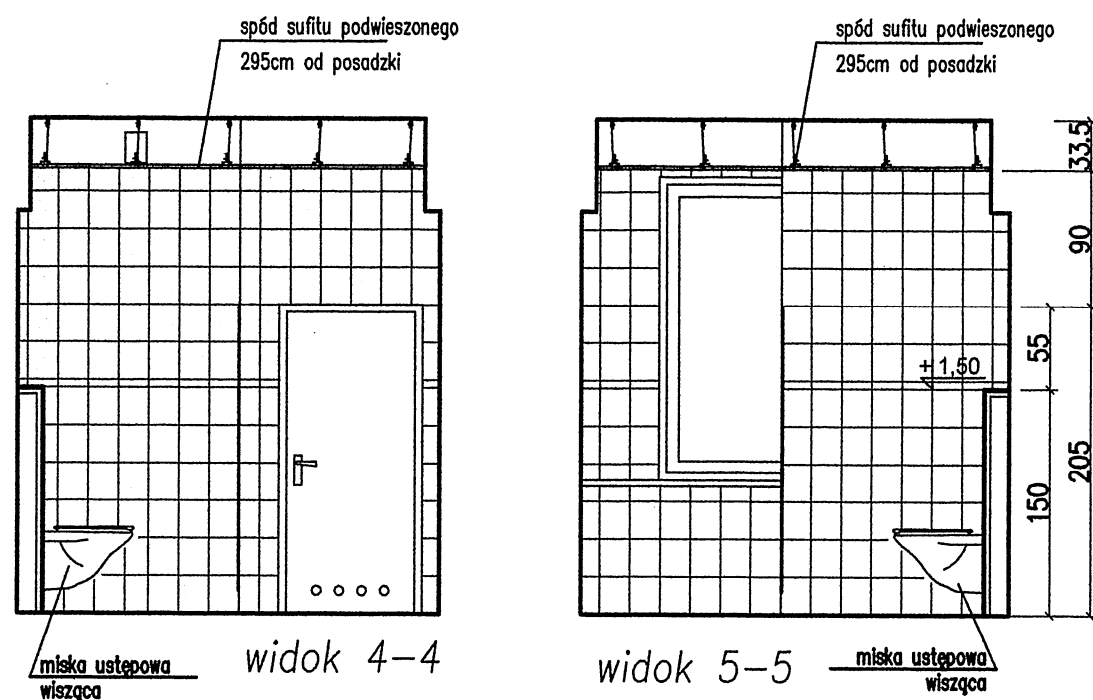 spód sufitu podwieszonego
295cm od posadzki
spód sufitu podwieszonego
295cm od posadzki
33.5
90
55
+1,50
205
150
miska ustępowa
wisząca
widok 4-4
widok 5-5
miska ustępowa
wisząca